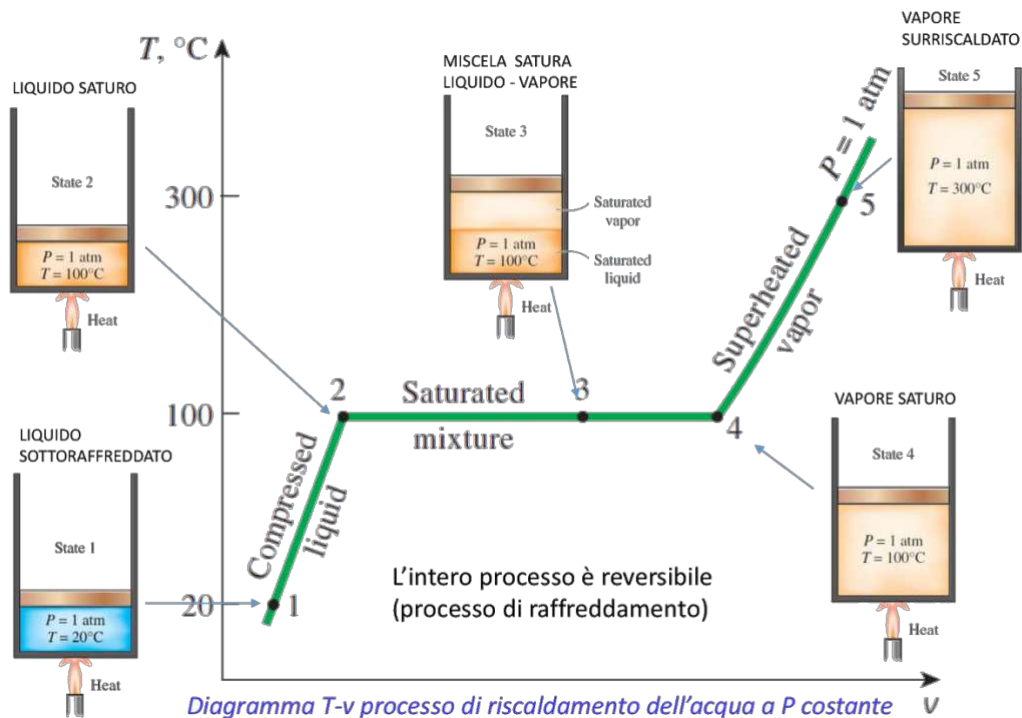 T, °C
LIQUIDO SATURO
State 2
P = 1 atm
T = 100°C
Heat
MISCELA SATURA
LIQUIDO - VAPORE
State 3
Saturated
vapor
P = 1 atm
T = 100°C
Saturated
liquid
Heat
VAPORE
SURRISCALDATO
State 5
P = 1 atm
T = 300°C
Heat
P = 1 atm
300
5
Superheated
vapor
2
Saturated
3
100
mixture
4
VAPORE SATURO
State 4
P = 1 atm
T = 100°C
Heat
LIQUIDO
SOTTORAFFREDDATO
State 1
P = 1 atm
T = 20°C
Heat
Compressed
liquid
20
1
L'intero processo è reversibile
(processo di raffreddamento)
Diagramma T-v processo di riscaldamento dell'acqua a P costante
υ